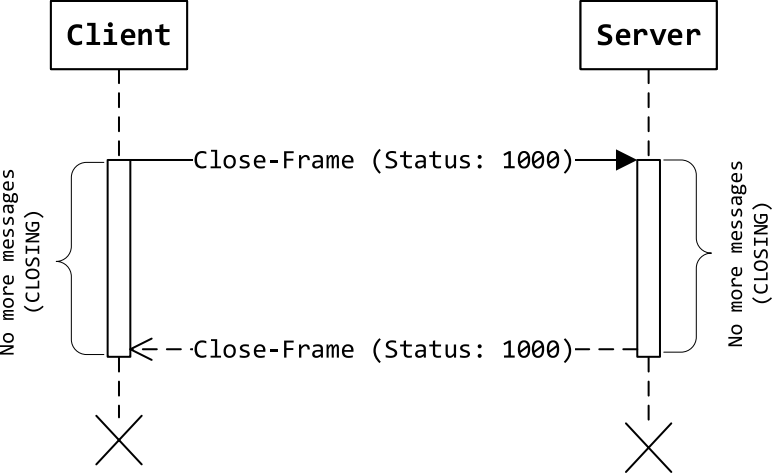 Client
Server
Close-Frame (Status: 1000)
No more messages
(CLOSING)
No more messages
(CLOSING)
Close-Frame (Status: 1000)